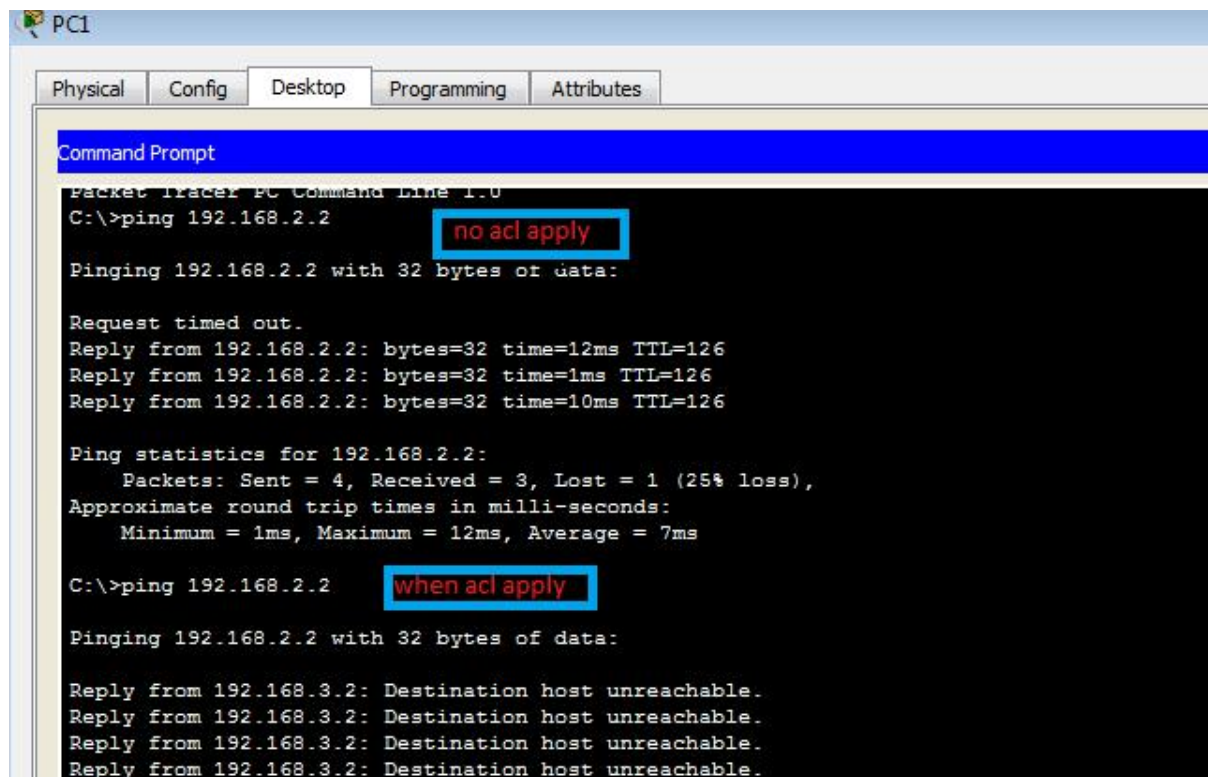 PC1
Physical Config Desktop Programming Attributes
Command Prompt
Packet Tracer PC Command Line 1.0
C:\>ping 192.168.2.2
no acl apply
Pinging 192.168.2.2 with 32 bytes of data:
Request timed out.
Reply from 192.168.2.2: bytes=32 time=12ms TTL=126
Reply from 192.168.2.2: bytes=32 time=1ms TTL=126
Reply from 192.168.2.2: bytes=32 time=10ms TTL=126
Ping statistics for 192.168.2.2:
Packets: Sent = 4, Received = 3, Lost = 1 (25% loss),
Approximate round trip times in milli-seconds:
Minimum = 1ms, Maximum = 12ms, Average = 7ms
C:\>ping 192.168.2.2
when acl apply
Pinging 192.168.2.2 with 32 bytes of data:
Reply from 192.168.3.2: Destination host unreachable.
Reply from 192.168.3.2: Destination host unreachable.
Reply from 192.168.3.2: Destination host unreachable.
Reply from 192.168.3.2: Destination host unreachable.